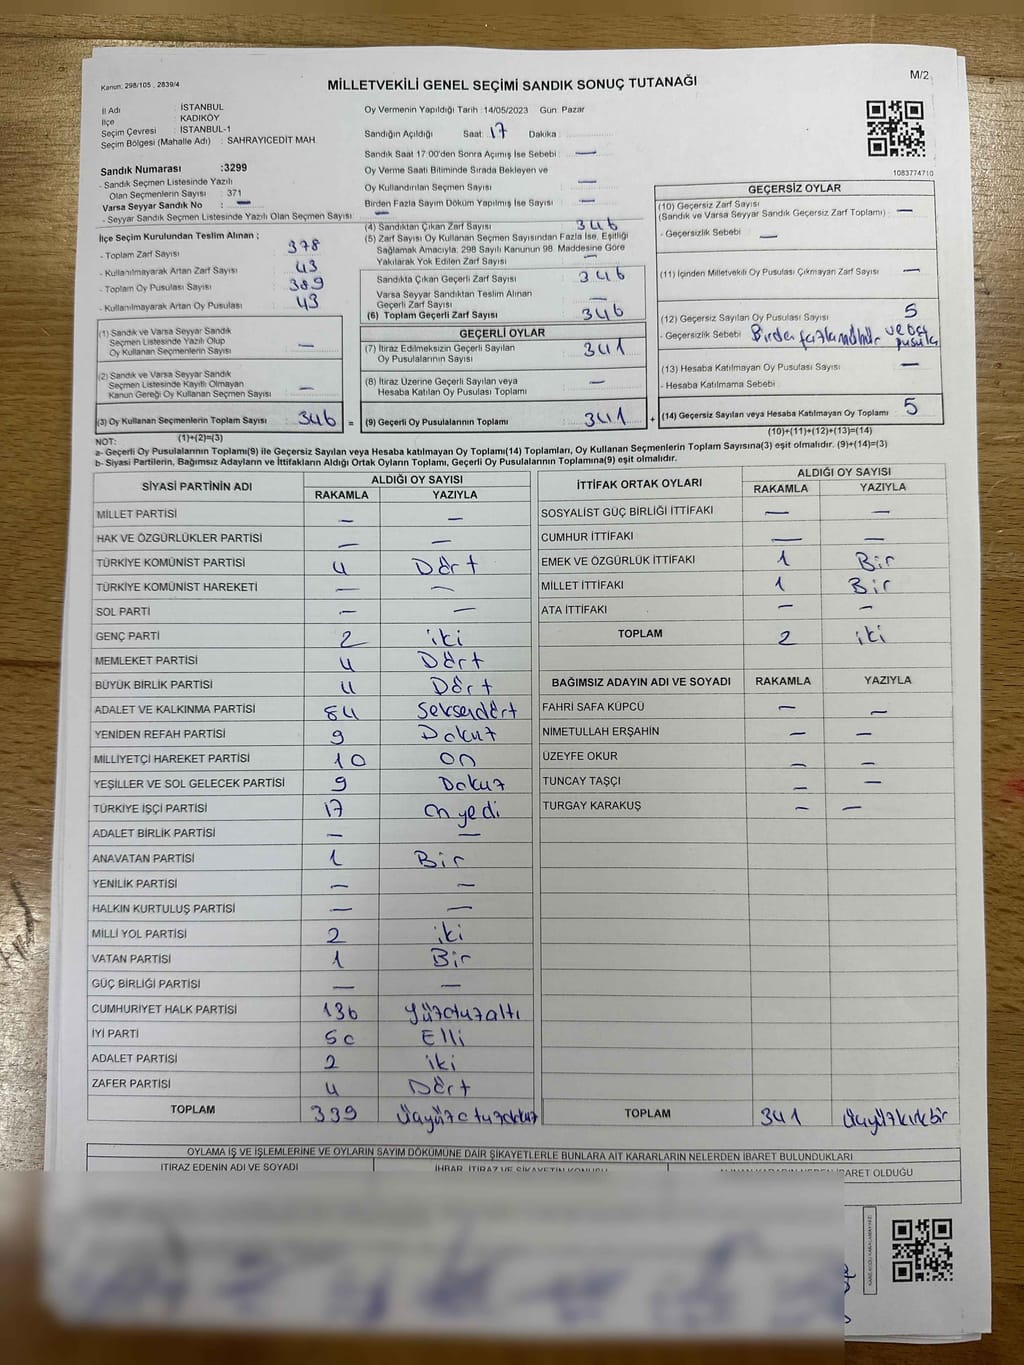 Kanun: 298/105 , 2839/4
MİLLETVEKİLİ GENEL SEÇİMİ SANDIK SONUÇ TUTANAĞI
M/2
İl Adı : İSTANBUL
İlçe : KADIKÖY
Seçim Çevresi : İSTANBUL-1
Seçim Bölgesi (Mahalle Adı) : SAHRAYICEDİT MAH.
Sandık Numarası :3299
- Sandık Seçmen Listesinde Yazılı
Olan Seçmenlerin Sayısı : 371
Varsa Seyyar Sandık No : —
- Seyyar Sandık Seçmen Listesinde Yazılı Olan Seçmen Sayısı : —
Oy Vermenin Yapıldığı Tarih :14/05/2023 Gün: Pazar
Sandığın Açıldığı Saat: 17 Dakika :
Sandık Saat 17:00'den Sonra Açılmış İse Sebebi : —
Oy Verme Saati Bitiminde Sırada Bekleyen ve
Oy Kullandırılan Seçmen Sayısı : —
Birden Fazla Sayım Döküm Yapılmış İse Sayısı : —
1083774710
İlçe Seçim Kurulundan Teslim Alınan ;
- Toplam Zarf Sayısı : 378
- Kullanılmayarak Artan Zarf Sayısı : 43
- Toplam Oy Pusulası Sayısı : 389
- Kullanılmayarak Artan Oy Pusulası : 43
(1) Sandık ve Varsa Seyyar Sandık
Seçmen Listesinde Yazılı Olup
Oy Kullanan Seçmenlerin Sayısı : —
(2) Sandık ve Varsa Seyyar Sandık
Seçmen Listesinde Kayıtlı Olmayan
Kanun Gereği Oy Kullanan Seçmen Sayısı : —
(3) Oy Kullanan Seçmenlerin Toplam Sayısı : 346 =
(1)+(2)=(3)
(4) Sandıktan Çıkan Zarf Sayısı : 346
(5) Zarf Sayısı Oy Kullanan Seçmen Sayısından Fazla İse, Eşitliği
Sağlamak Amacıyla, 298 Sayılı Kanunun 98. Maddesine Göre
Yakılarak Yok Edilen Zarf Sayısı : —
Sandıkta Çıkan Geçerli Zarf Sayısı : 346
Varsa Seyyar Sandıktan Teslim Alınan
Geçerli Zarf Sayısı : —
(6) Toplam Geçerli Zarf Sayısı : 346
GEÇERLİ OYLAR
(7) İtiraz Edilmeksizin Geçerli Sayılan
Oy Pusulalarının Sayısı : 341
(8) İtiraz Üzerine Geçerli Sayılan veya
Hesaba Katılan Oy Pusulaları Toplamı : —
(9) Geçerli Oy Pusulalarının Toplamı : 341 +
GEÇERSİZ OYLAR
(10) Geçersiz Zarf Sayısı
(Sandık ve Varsa Seyyar Sandık Geçersiz Zarf Toplamı) : —
- Geçersizlik Sebebi : —
(11) İçinden Milletvekili Oy Pusulası Çıkmayan Zarf Sayısı : —
(12) Geçersiz Sayılan Oy Pusulası Sayısı : 5
- Geçersizlik Sebebi : Birden fazla mühür ve boş pusula
(13) Hesaba Katılmayan Oy Pusulası Sayısı : —
- Hesaba Katılmama Sebebi :
(14) Geçersiz Sayılan veya Hesaba Katılmayan Oy Toplamı : 5
(10)+(11)+(12)+(13)=(14)
NOT:
a- Geçerli Oy Pusulalarının Toplamı(9) ile Geçersiz Sayılan veya Hesaba katılmayan Oy Toplamı(14) Toplamları, Oy Kullanan Seçmenlerin Toplam Sayısına(3) eşit olmalıdır. (9)+(14)=(3)
b- Siyasi Partilerin, Bağımsız Adayların ve İttifakların Aldığı Ortak Oyların Toplamı, Geçerli Oy Pusulalarının Toplamına(9) eşit olmalıdır.
SİYASİ PARTİNİN ADI ALDIĞI OY SAYISI
RAKAMLA YAZIYLA
MİLLET PARTİSİ — —
HAK VE ÖZGÜRLÜKLER PARTİSİ — —
TÜRKİYE KOMÜNİST PARTİSİ 4 Dört
TÜRKİYE KOMÜNİST HAREKETİ — —
SOL PARTİ — —
GENÇ PARTİ 2 iki
MEMLEKET PARTİSİ 4 Dört
BÜYÜK BİRLİK PARTİSİ 4 Dört
ADALET VE KALKINMA PARTİSİ 84 Seksendört
YENİDEN REFAH PARTİSİ 9 Dokuz
MİLLİYETÇİ HAREKET PARTİSİ 10 on
YEŞİLLER VE SOL GELECEK PARTİSİ 9 Dokuz
TÜRKİYE İŞÇİ PARTİSİ 17 onyedi
ADALET BİRLİK PARTİSİ — —
ANAVATAN PARTİSİ 1 Bir
YENİLİK PARTİSİ — —
HALKIN KURTULUŞ PARTİSİ — —
MİLLİ YOL PARTİSİ 2 iki
VATAN PARTİSİ 1 Bir
GÜÇ BİRLİĞİ PARTİSİ — —
CUMHURİYET HALK PARTİSİ 136 Yüzotuzaltı
İYİ PARTİ 50 Elli
ADALET PARTİSİ 2 iki
ZAFER PARTİSİ 4 Dört
TOPLAM 339 Üçyüzotuzdokuz
İTTİFAK ORTAK OYLARI ALDIĞI OY SAYISI
RAKAMLA YAZIYLA
SOSYALİST GÜÇ BİRLİĞİ İTTİFAKI — —
CUMHUR İTTİFAKI — —
EMEK VE ÖZGÜRLÜK İTTİFAKI 1 Bir
MİLLET İTTİFAKI 1 Bir
ATA İTTİFAKI — —
TOPLAM 2 iki
BAĞIMSIZ ADAYIN ADI VE SOYADI RAKAMLA YAZIYLA
FAHRİ SAFA KÜPCÜ — —
NİMETULLAH ERŞAHİN — —
ÜZEYFE OKUR — —
TUNCAY TAŞÇI — —
TURGAY KARAKUŞ — —
TOPLAM 341 Üçyüzkırkbir
OYLAMA İŞ VE İŞLEMLERİNE VE OYLARIN SAYIM DÖKÜMÜNE DAİR ŞİKAYETLERLE BUNLARA AİT KARARLARIN NELERDEN İBARET BULUNDUKLARI
İTİRAZ EDENİN ADI VE SOYADI İHBAR, İTİRAZ VE ŞİKAYETİN KONUSU ALINAN KARARIN NEDEN İBARET OLDUĞU